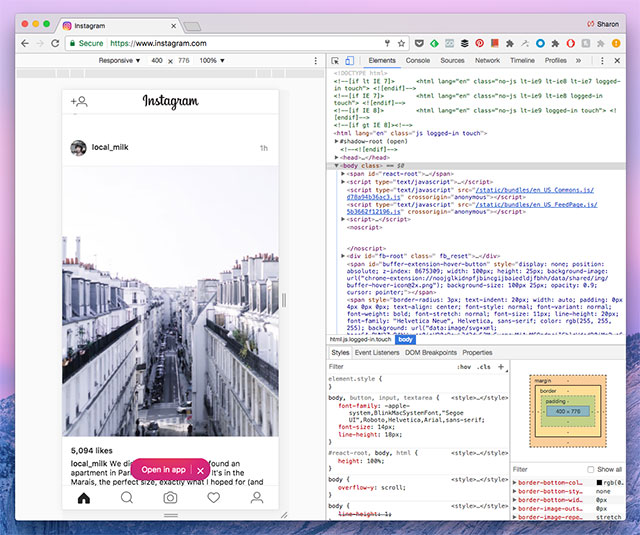 Instagram
Sharon
Secure
https://www.instagram.com
Responsive ▾ 400 × 776 100% ▾
Elements Console Sources Network Timeline Profiles »
Instagram
local_milk 1h
5,094 likes
local_milk We di
ound an
apartment in Par
It's in the
Marais, the perfect size, exactly what I hoped for (and
Open in app ×
<!DOCTYPE html>
<!--[if lt IE 7]> <html lang="en" class="no-js lt-ie9 lt-ie8 lt-ie7 logged-
in touch"> <![endif]-->
<!--[if IE 7]> <html lang="en" class="no-js lt-ie9 lt-ie8 logged-in
touch"> <![endif]-->
<!--[if IE 8]> <html lang="en" class="no-js lt-ie9 logged-in touch">
<![endif]-->
<!--[if gt IE 8]><!-->
<html lang="en" class="js logged-in touch">
▶#shadow-root (open)
<!--<![endif]-->
▶<head>…</head>
▼<body class> == $0
▶<span id="react-root">…</span>
▶<script type="text/javascript">…</script>
<script type="text/javascript" src="/static/bundles/en_US_Commons.js/
d78a94b36ac3.js" crossorigin="anonymous"></script>
<script type="text/javascript" src="/static/bundles/en_US_FeedPage.js/
5b3662f12196.js" crossorigin="anonymous"></script>
▶<script>…</script>
<noscript>
</noscript>
▶<div id="fb-root" class=" fb_reset">…</div>
<span id="buffer-extension-hover-button" style="display: none; position:
absolute; z-index: 8675309; width: 100px; height: 25px; background-image:
buffer-hover-icon@2x.png"); background-size: 100px 25px; opacity: 0.9;
cursor: pointer;"></span>
<span style="border-radius: 3px; text-indent: 20px; width: auto; padding: 0px
4px 0px 0px; text-align: center; font-style: normal; font-variant: normal;
font-weight: bold; font-stretch: normal; font-size: 11px; line-height: 20px;
font-family: "Helvetica Neue", Helvetica, sans-serif; color: rgb(255, 255,
255); background: url("data:image/svg+xml;
html.js.logged-in.touch body
Styles Event Listeners DOM Breakpoints Properties
Filter :hov .cls +
element.style {
}
body, button, input, textarea { <style>…</style>
font-family: -apple-
system,BlinkMacSystemFont,"Segoe
UI",Roboto,Helvetica,Arial,sans-serif;
font-size: 14px;
line-height: 18px;
}
#react-root, body, html { <style>…</style>
height: 100%;
}
body { <style>…</style>
overflow-y: scroll;
}
body { <style>…</style>
line-height: 1;
margin -
border -
padding -
400 × 776
Filter Show all
▶border-bottom-col… rgb(0…
▶border-bottom-sty… none
▶border-bottom-wid… 0px
▶border-image-outs… 0px
▶border-image-repe… stretch